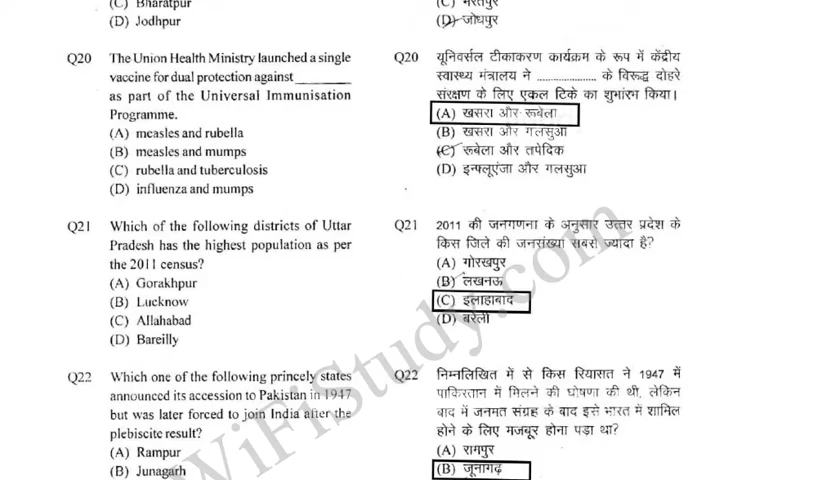 (C) Bharatpur
(D) Jodhpur
Q20 The Union Health Ministry launched a single
vaccine for dual protection against ________
as part of the Universal Immunisation
Programme.
(A) measles and rubella
(B) measles and mumps
(C) rubella and tuberculosis
(D) influenza and mumps
Q21 Which of the following districts of Uttar
Pradesh has the highest population as per
the 2011 census?
(A) Gorakhpur
(B) Lucknow
(C) Allahabad
(D) Bareilly
Q22 Which one of the following princely states
announced its accession to Pakistan in 1947
but was later forced to join India after the
plebiscite result?
(A) Rampur
(B) Junagarh
(C) भरतपुर
(D) जोधपुर
Q20 यूनिवर्सल टीकाकरण कार्यक्रम के रूप में केंद्रीय
स्वास्थ्य मंत्रालय ने .................. के विरूद्ध दोहरे
संरक्षण के लिए एकल टिके का शुभारंभ किया।
(A) खसरा और रूबेला
(B) खसरा और गलसुआ
(C) रूबेला और तपेदिक
(D) इन्फ्लूएंजा और गलसुआ
Q21 2011 की जनगणना के अनुसार उत्तर प्रदेश के
किस जिले की जनसंख्या सबसे ज्यादा है?
(A) गोरखपुर
(B) लखनऊ
(C) इलाहाबाद
(D) बरेली
Q22 निम्नलिखित में से किस रियासत ने 1947 में
पाकिस्तान में मिलने की घोषणा की थी, लेकिन
बाद में जनमत संग्रह के बाद इसे भारत में शामिल
होने के लिए मजबूर होना पड़ा था?
(A) रामपुर
(B) जूनागढ़
WiFiStudy.com